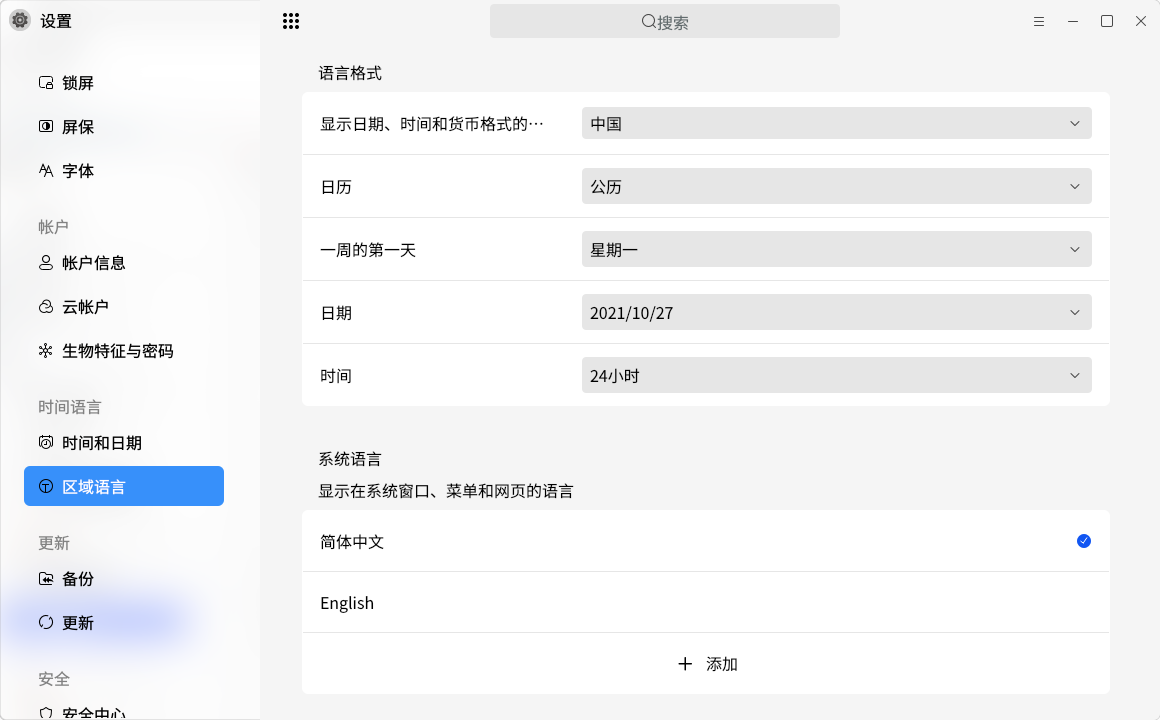 设置
搜索
锁屏
屏保
字体
帐户
帐户信息
云帐户
生物特征与密码
时间语言
时间和日期
区域语言
更新
备份
更新
安全
安全中心
语言格式
显示日期、时间和货币格式的…
中国
日历
公历
一周的第一天
星期一
日期
2021/10/27
时间
24小时
系统语言
显示在系统窗口、菜单和网页的语言
简体中文
English
添加